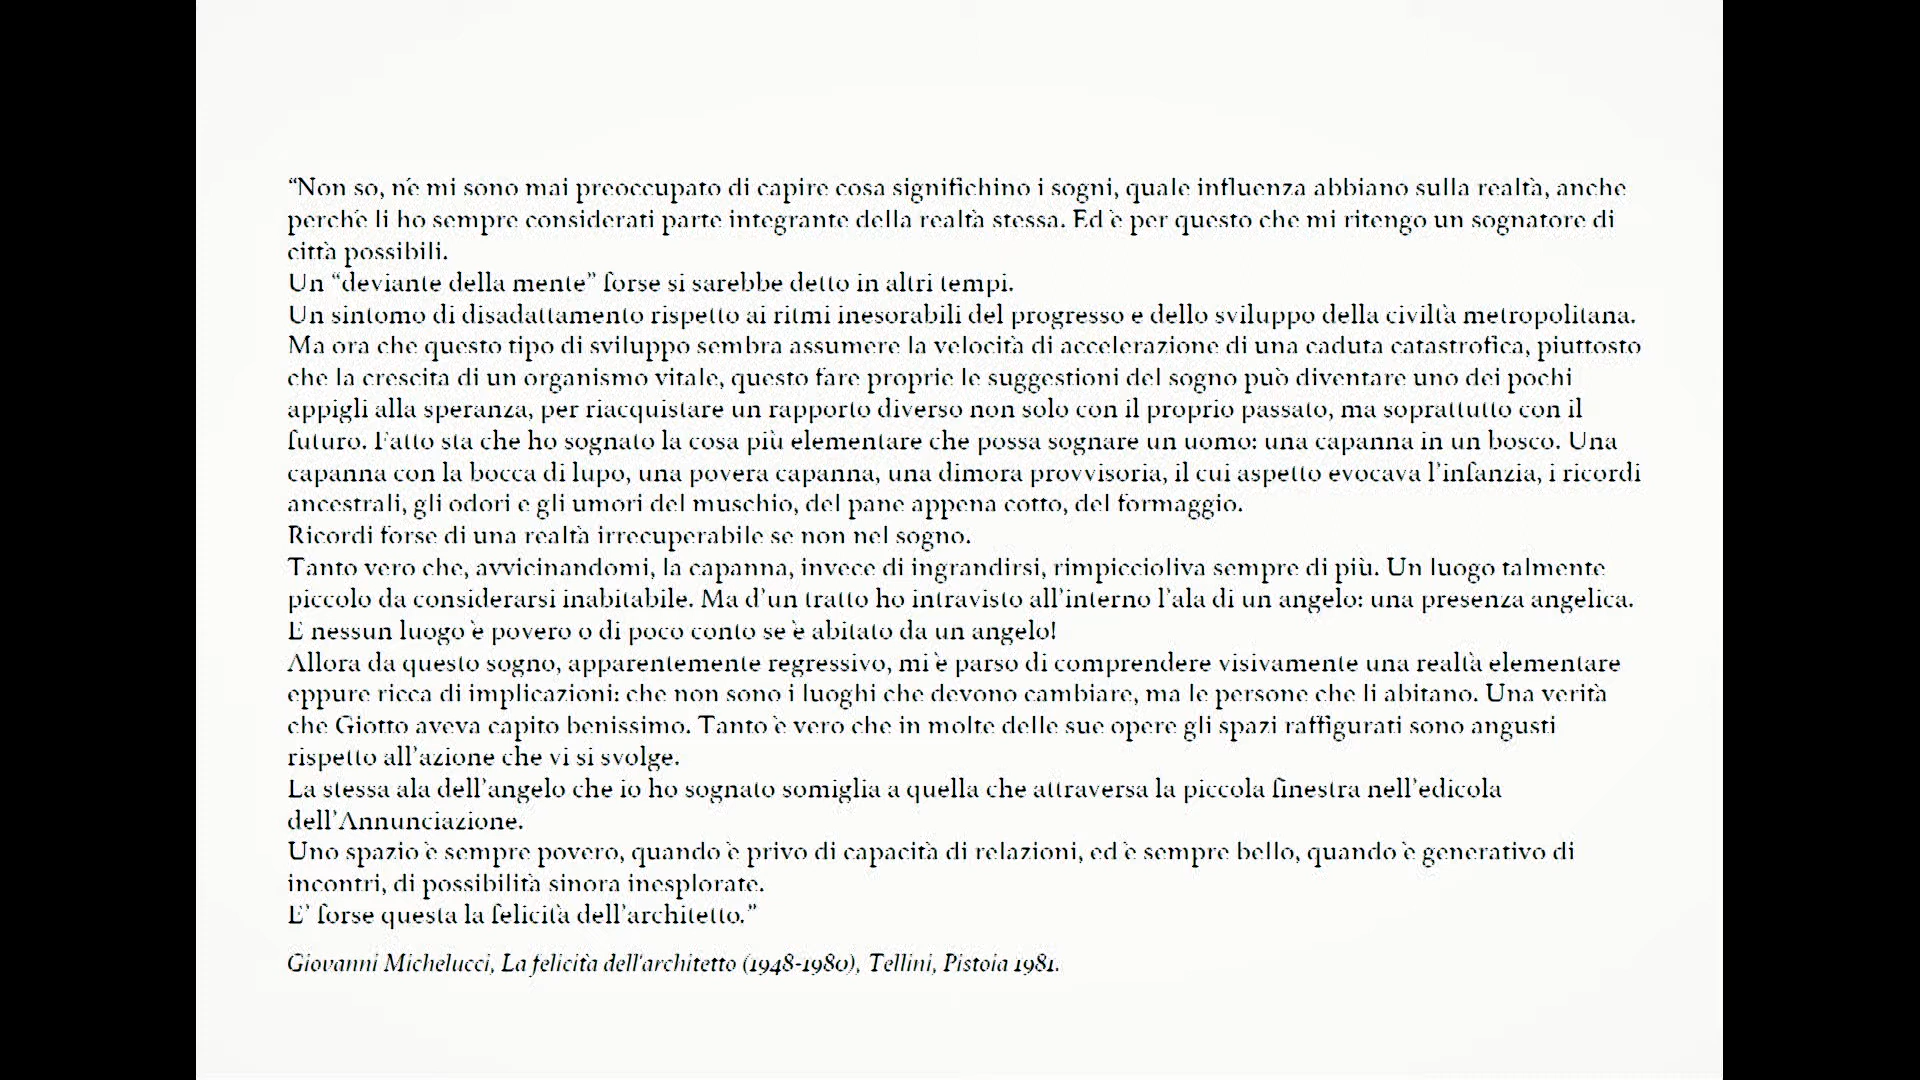 “Non so, né mi sono mai preoccupato di capire cosa significhino i sogni, quale influenza abbiano sulla realtà, anche
perchè li ho sempre considerati parte integrante della realtà stessa. Ed è per questo che mi ritengo un sognatore di
città possibili.
Un “deviante della mente” forse si sarebbe detto in altri tempi.
Un sintomo di disadattamento rispetto ai ritmi inesorabili del progresso e dello sviluppo della civiltà metropolitana.
Ma ora che questo tipo di sviluppo sembra assumere la velocità di accelerazione di una caduta catastrofica, piuttosto
che la crescita di un organismo vitale, questo fare proprie le suggestioni del sogno può diventare uno dei pochi
appigli alla speranza, per riacquistare un rapporto diverso non solo con il proprio passato, ma soprattutto con il
futuro. Fatto sta che ho sognato la cosa più elementare che possa sognare un uomo: una capanna in un bosco. Una
capanna con la bocca di lupo, una povera capanna, una dimora provvisoria, il cui aspetto evocava l’infanzia, i ricordi
ancestrali, gli odori e gli umori del muschio, del pane appena cotto, del formaggio.
Ricordi forse di una realtà irrecuperabile se non nel sogno.
Tanto vero che, avvicinandomi, la capanna, invece di ingrandirsi, rimpiccioliva sempre di più. Un luogo talmente
piccolo da considerarsi inabitabile. Ma d’un tratto ho intravisto all’interno l’ala di un angelo: una presenza angelica.
E nessun luogo è povero o di poco conto se è abitato da un angelo!
Allora da questo sogno, apparentemente regressivo, mi è parso di comprendere visivamente una realtà elementare
eppure ricca di implicazioni: che non sono i luoghi che devono cambiare, ma le persone che li abitano. Una verità
che Giotto aveva capito benissimo. Tanto è vero che in molte delle sue opere gli spazi raffigurati sono angusti
rispetto all’azione che vi si svolge.
La stessa ala dell’angelo che io ho sognato somiglia a quella che attraversa la piccola finestra nell’edicola
dell’Annunciazione.
Uno spazio è sempre povero, quando è privo di capacità di relazioni, ed è sempre bello, quando è generativo di
incontri, di possibilità sinora inesplorate.
E’ forse questa la felicità dell’architetto.”
Giovanni Michelucci, La felicità dell'architetto (1948-1980), Tellini, Pistoia 1981.